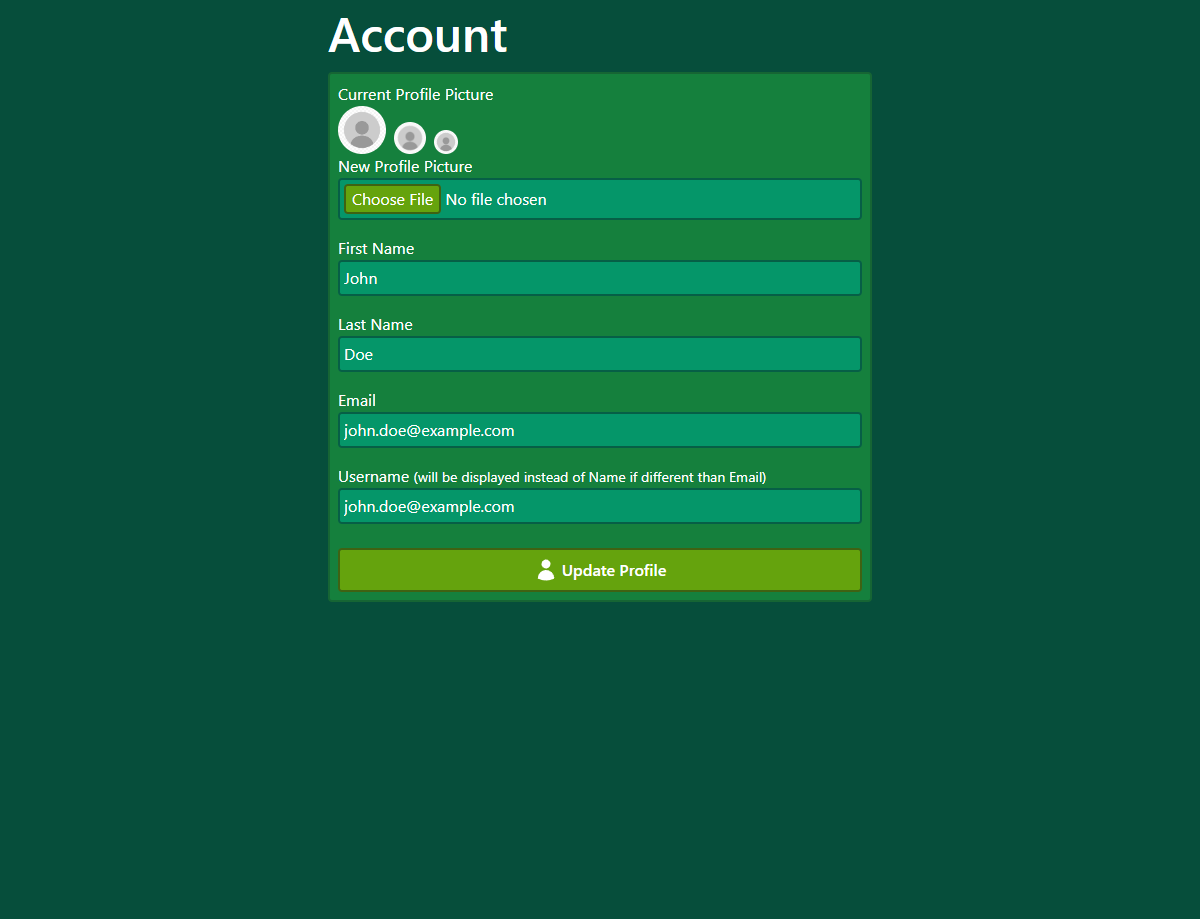 Account
Current Profile Picture
New Profile Picture
Choose File No file chosen
First Name
John
Last Name
Doe
Email
john.doe@example.com
Username (will be displayed instead of Name if different than Email)
john.doe@example.com
Update Profile